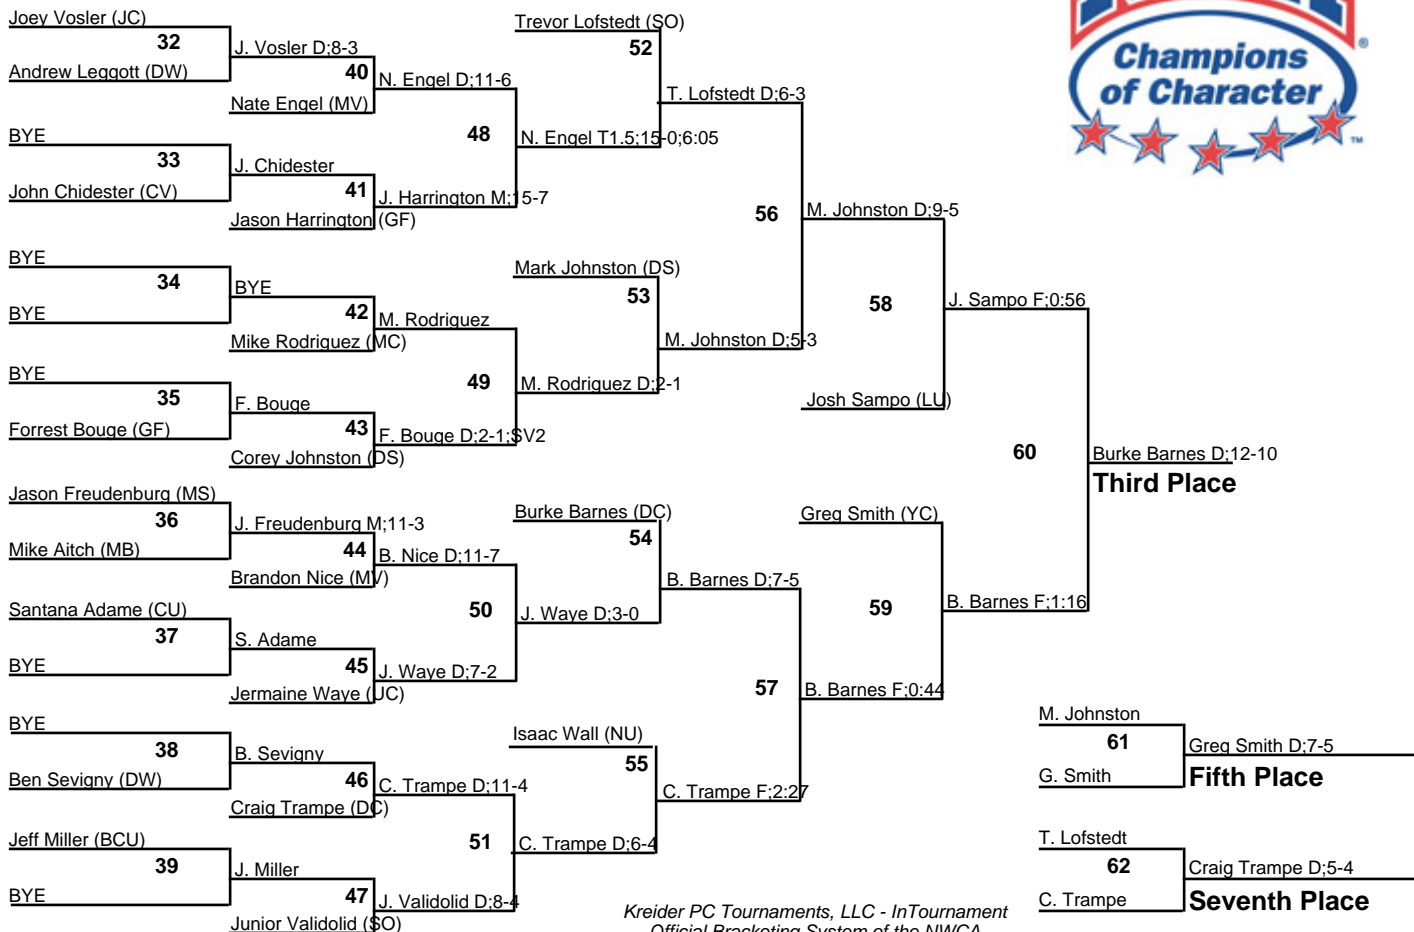 Joey Vosler (JC)
32
Andrew Leggott (DW)
J. Vosler D;8-3
40
Nate Engel (MV)
N. Engel D;11-6
BYE
33
John Chidester (CV)
J. Chidester
41
Jason Harrington (GF)
J. Harrington M;15-7
48
N. Engel T1.5;15-0;6:05
Trevor Lofstedt (SO)
52
T. Lofstedt D;6-3
BYE
34
BYE
BYE
42
Mike Rodriguez (MC)
M. Rodriguez
BYE
35
Forrest Bouge (GF)
F. Bouge
43
Corey Johnston (DS)
F. Bouge D;2-1;SV2
49
M. Rodriguez D;2-1
Mark Johnston (DS)
53
M. Johnston D;5-3
56
M. Johnston D;9-5
58
Josh Sampo (LU)
J. Sampo F;0:56
Jason Freudenburg (MS)
36
Mike Aitch (MB)
J. Freudenburg M;11-3
44
Brandon Nice (MV)
B. Nice D;11-7
Santana Adame (CU)
37
BYE
S. Adame
45
Jermaine Waye (UC)
J. Waye D;7-2
50
J. Waye D;3-0
Burke Barnes (DC)
54
B. Barnes D;7-5
BYE
38
Ben Sevigny (DW)
B. Sevigny
46
Craig Trampe (DC)
C. Trampe D;11-4
Jeff Miller (BCU)
39
BYE
J. Miller
47
Junior Validolid (SO)
J. Validolid D;8-4
51
C. Trampe D;6-4
Isaac Wall (NU)
55
C. Trampe F;2:27
57
B. Barnes F;0:44
Greg Smith (YC)
59
B. Barnes F;1:16
60
Burke Barnes D;12-10
Third Place
M. Johnston
61
G. Smith
Greg Smith D;7-5
Fifth Place
T. Lofstedt
62
C. Trampe
Craig Trampe D;5-4
Seventh Place
Champions
of Character
®
™
Kreider PC Tournaments, LLC - InTournament
Official Bracketing System of the NWCA